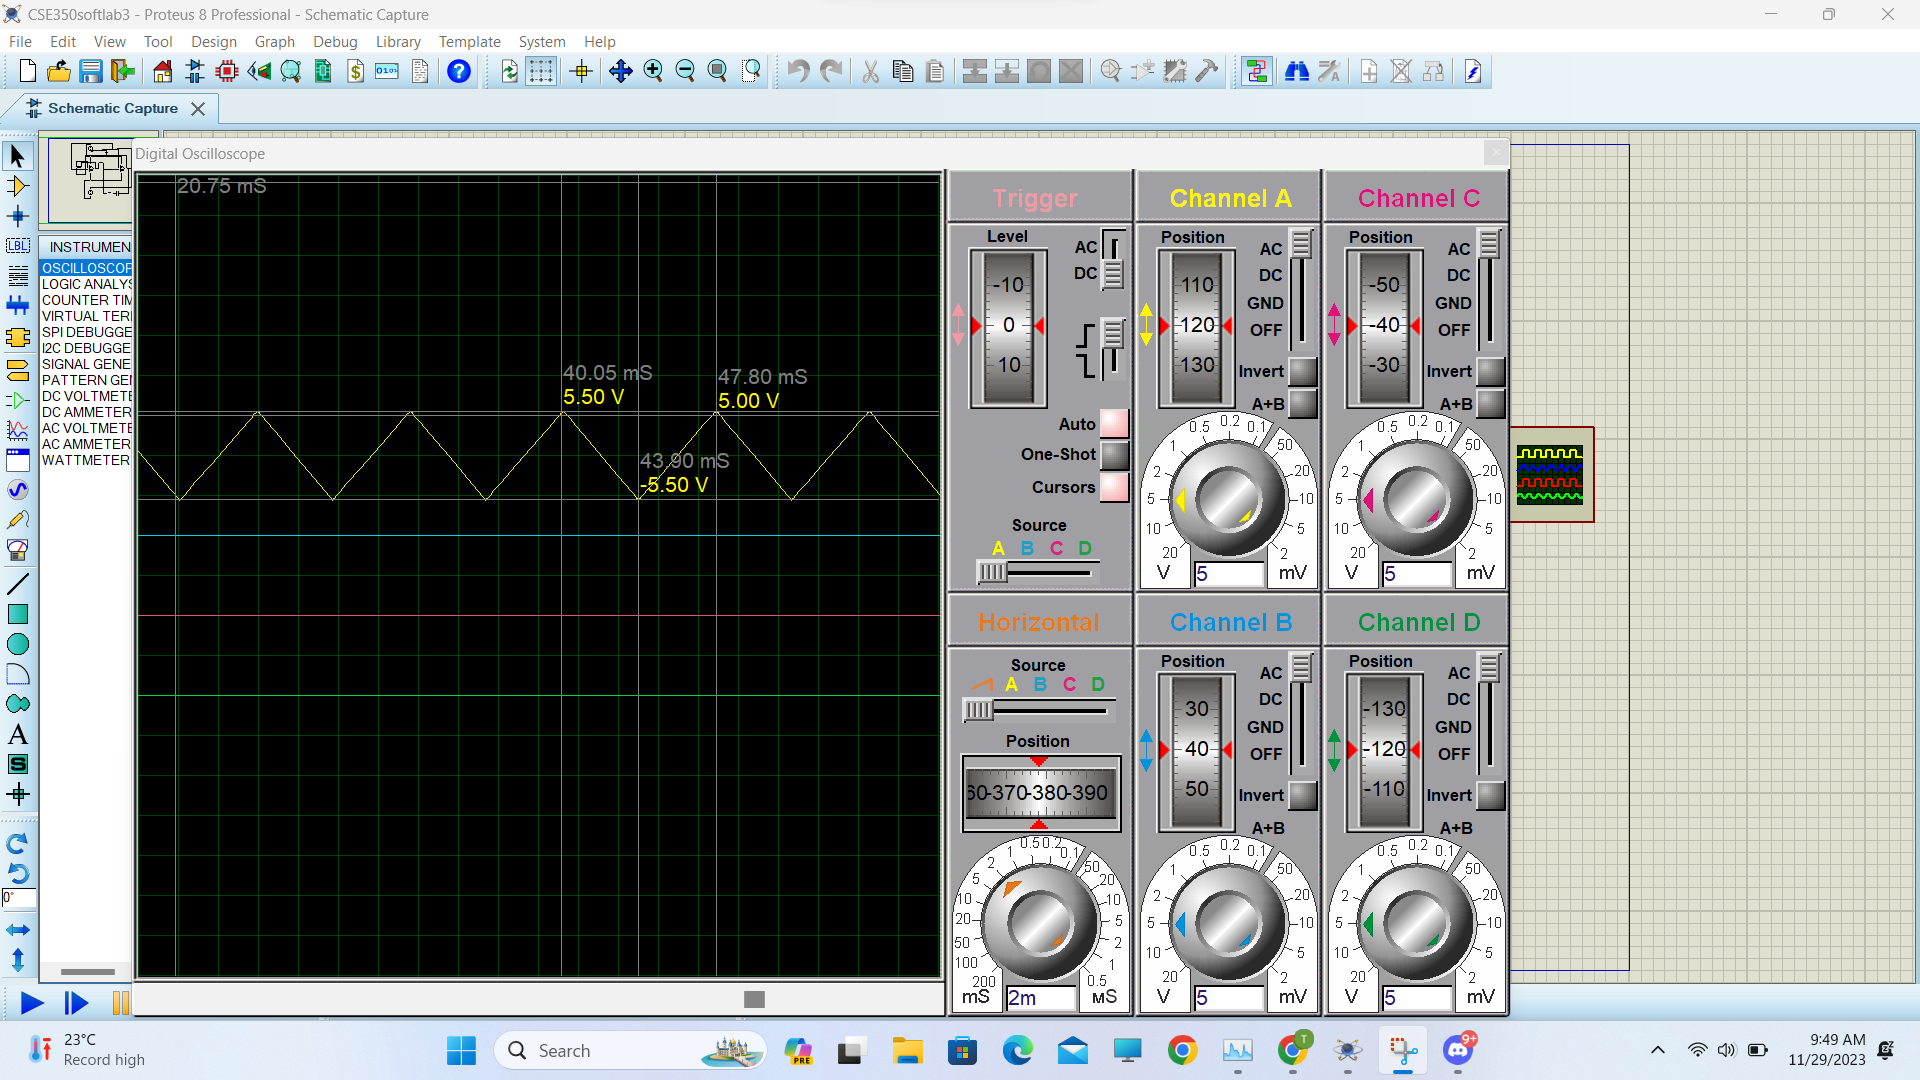 CSE350softlab3 - Proteus 8 Professional - Schematic Capture
File Edit View Tool Design Graph Debug Library Template System Help
Schematic Capture
INSTRUMEN
OSCILLOSCOP
LOGIC ANALYS
COUNTER TIM
VIRTUAL TERI
SPI DEBUGGE
I2C DEBUGGE
SIGNAL GENE
PATTERN GEN
DC VOLTMETE
DC AMMETER
AC VOLTMETE
AC AMMETER
WATTMETER
LBL
A
S
0°
Digital Oscilloscope
20.75 mS
40.05 mS
5.50 V
47.80 mS
5.00 V
43.90 mS
-5.50 V
Trigger
Level
-10
0
10
AC
DC
Auto
One-Shot
Cursors
Source
A B C D
Channel A
Position
110
120
130
AC
DC
GND
OFF
Invert
A+B
20 10 5 2 1 0.5 0.2 0.1 50 20 10 5 2
V 5 mV
Channel C
Position
-50
-40
-30
AC
DC
GND
OFF
Invert
A+B
20 10 5 2 1 0.5 0.2 0.1 50 20 10 5 2
V 5 mV
Horizontal
Source
A B C D
Position
60-370-380-390
200 100 50 20 10 5 2 1 0.5 0.2 0.1 50 20 10 5 2 1 0.5
mS 2m мS
Channel B
Position
30
40
50
AC
DC
GND
OFF
Invert
A+B
20 10 5 2 1 0.5 0.2 0.1 50 20 10 5 2
V 5 mV
Channel D
Position
-130
-120
-110
AC
DC
GND
OFF
Invert
A+B
20 10 5 2 1 0.5 0.2 0.1 50 20 10 5 2
V 5 mV
23°C
Record high
Search
PRE
T
9+
9:49 AM
11/29/2023